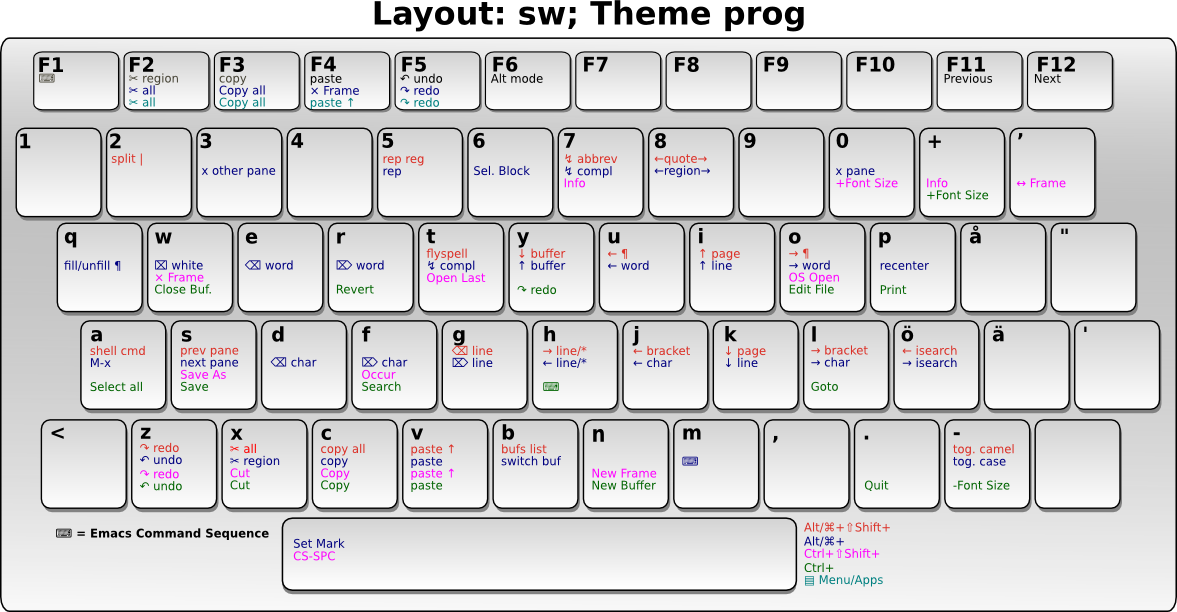 Layout: sw; Theme prog
F1
⌨
F2
✂ region
✂ all
✂ all
F3
copy
Copy all
Copy all
F4
paste
× Frame
paste ↑
F5
↶ undo
↷ redo
↷ redo
F6
Alt mode
F7
F8
F9
F10
F11
Previous
F12
Next
1
2
split |
3
x other pane
4
5
rep reg
rep
6
Sel. Block
7
↯ abbrev
↯ compl
Info
8
←quote→
←region→
9
0
x pane
+Font Size
+
Info
+Font Size
’
↔ Frame
q
fill/unfill ¶
w
⌧ white
× Frame
Close Buf.
e
⌫ word
r
⌦ word
Revert
t
flyspell
↯ compl
Open Last
y
↓ buffer
↑ buffer
↷ redo
u
← ¶
← word
i
↑ page
↑ line
o
→ ¶
→ word
OS Open
Edit File
p
recenter
Print
å
"
a
shell cmd
M-x
Select all
s
prev pane
next pane
Save As
Save
d
⌫ char
f
⌦ char
Occur
Search
g
⌫ line
⌦ line
h
→ line/*
← line/*
⌨
j
← bracket
← char
k
↓ page
↓ line
l
→ bracket
→ char
Goto
ö
← isearch
→ isearch
ä
'
<
z
↷ redo
↶ undo
↷ redo
↶ undo
x
✂ all
✂ region
Cut
Cut
c
copy all
copy
Copy
Copy
v
paste ↑
paste
paste ↑
paste
b
bufs list
switch buf
n
New Frame
New Buffer
m
⌨
,
.
Quit
-
tog. camel
tog. case
-Font Size
⌨ = Emacs Command Sequence
Set Mark
CS-SPC
Alt/⌘+⇧Shift+
Alt/⌘+
Ctrl+⇧Shift+
Ctrl+
▤ Menu/Apps